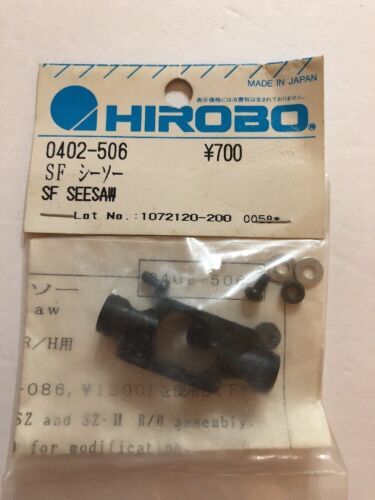 MADE IN JAPAN
表示価格には消費税は含まれておりません。
HIROBO
0402-506 ¥700
SF シーソー
SF SEESAW
Lot No.:1072120-200 0058*
ソー
0402-506
aw
R/H用
-086,¥1200)
SZ and SZ-II R/H assembly.
) for modification.